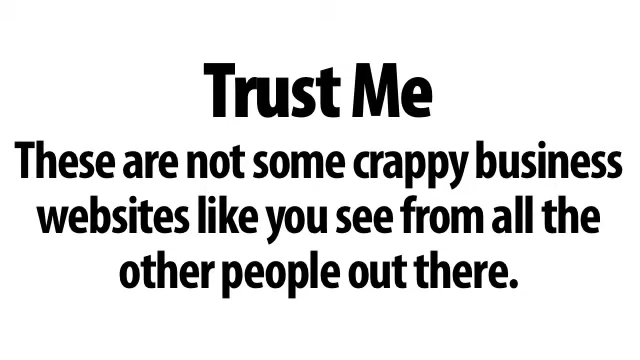 Trust Me
These are not some crappy business
websites like you see from all the
other people out there.